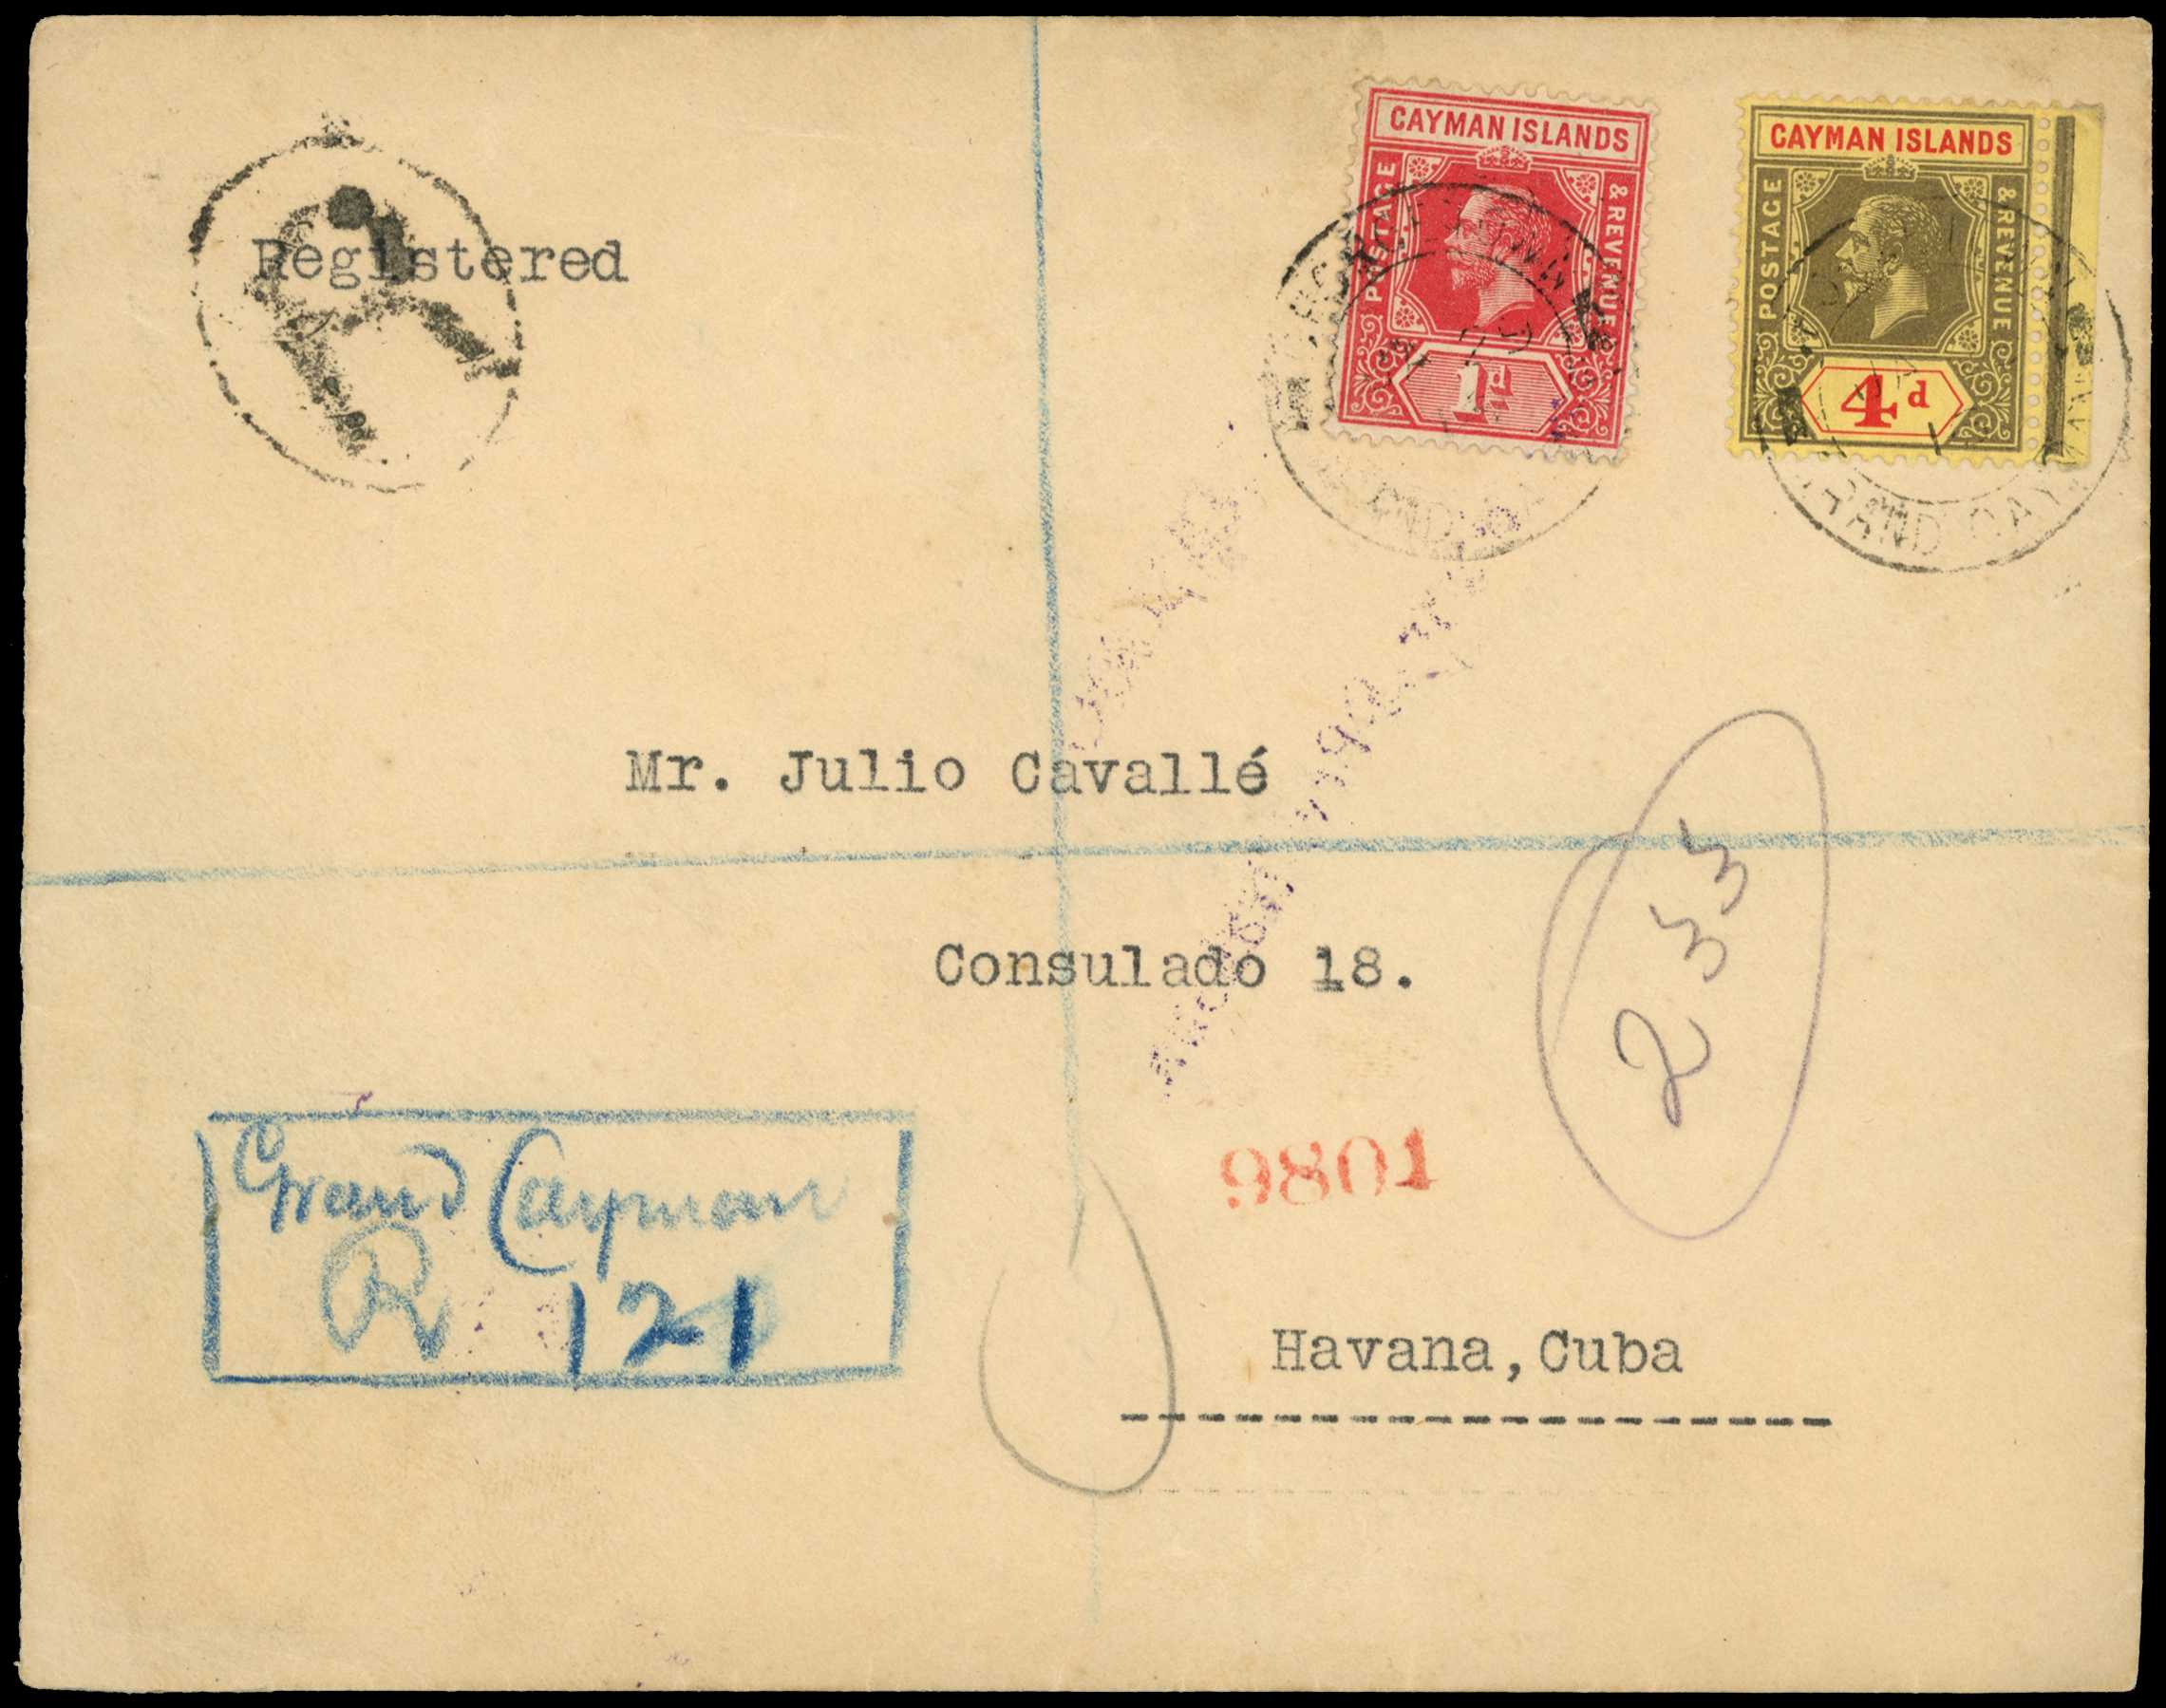 Registered
R
CAYMAN ISLANDS
POSTAGE
& REVENUE
1d
CAYMAN ISLANDS
POSTAGE
& REVENUE
4d
Mr. Julio Cavallé
Consulado 18.
233
9801
Grand Cayman
R 121
Havana, Cuba